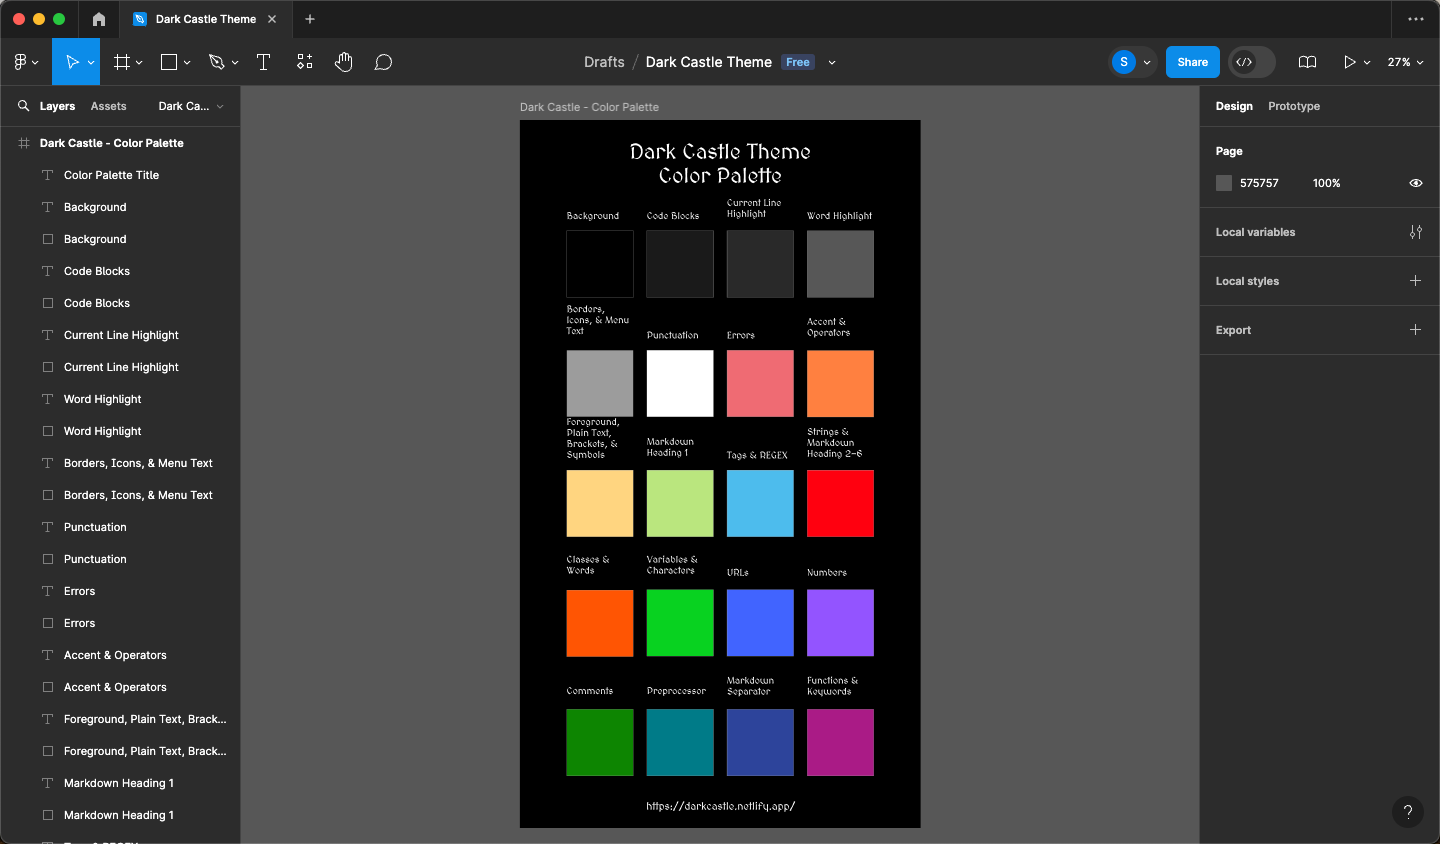 Dark Castle Theme
Drafts / Dark Castle Theme Free
S
Share
27%
Layers Assets Dark Ca...
Dark Castle - Color Palette
Color Palette Title
Background
Background
Code Blocks
Code Blocks
Current Line Highlight
Current Line Highlight
Word Highlight
Word Highlight
Borders, Icons, & Menu Text
Borders, Icons, & Menu Text
Punctuation
Punctuation
Errors
Errors
Accent & Operators
Accent & Operators
Foreground, Plain Text, Brack...
Foreground, Plain Text, Brack...
Markdown Heading 1
Markdown Heading 1
Dark Castle - Color Palette
Dark Castle Theme
Color Palette
Background
Code Blocks
Current Line
Highlight
Word Highlight
Borders,
Icons, & Menu
Text
Punctuation
Errors
Accent &
Operators
Foreground,
Plain Text,
Brackets, &
Symbols
Markdown
Heading 1
Tags & REGEX
Strings &
Markdown
Heading 2-6
Classes &
Words
Variables &
Characters
URLs
Numbers
Comments
Preprocessor
Markdown
Separator
Functions &
Keywords
https://darkcastle.netlify.app/
Design Prototype
Page
575757 100%
Local variables
Local styles
Export
?